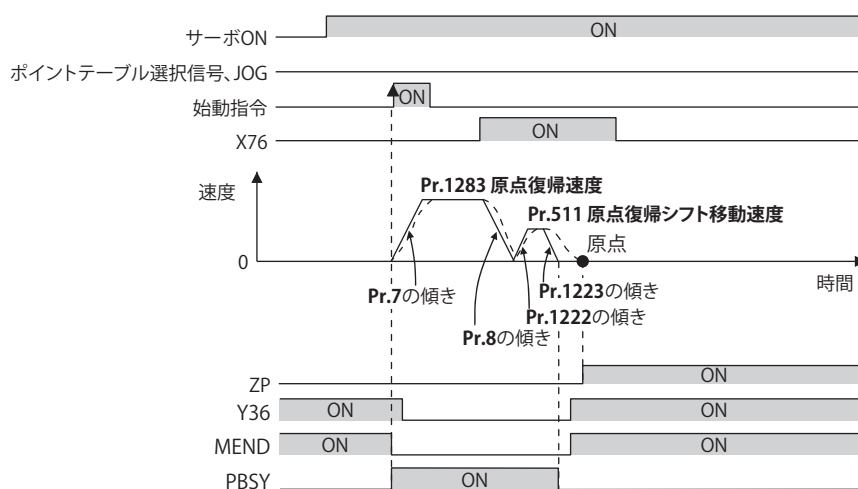 サーボON
ON
ポイントテーブル選択信号、JOG
始動指令
ON
X76
ON
速度
Pr.1283 原点復帰速度
Pr.511 原点復帰シフト移動速度
原点
0
時間
Pr.7の傾き
Pr.1223の傾き
Pr.1222の傾き
Pr.8の傾き
ZP
ON
Y36
ON
ON
MEND
ON
ON
PBSY
ON